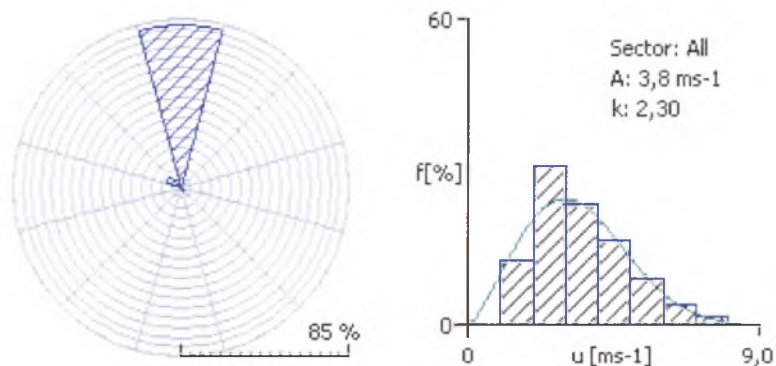 85 %
60
Sector: All
A: 3,8 ms-1
k: 2,30
f[%]
0
0
u [ms-1]
9,0